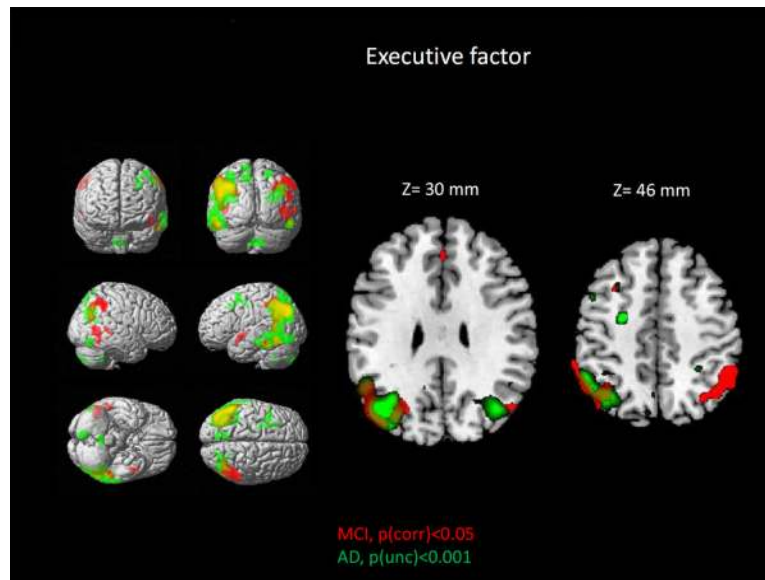 Executive factor
Z= 30 mm
Z= 46 mm
MCI, p(corr)<0.05
AD, p(unc)<0.001